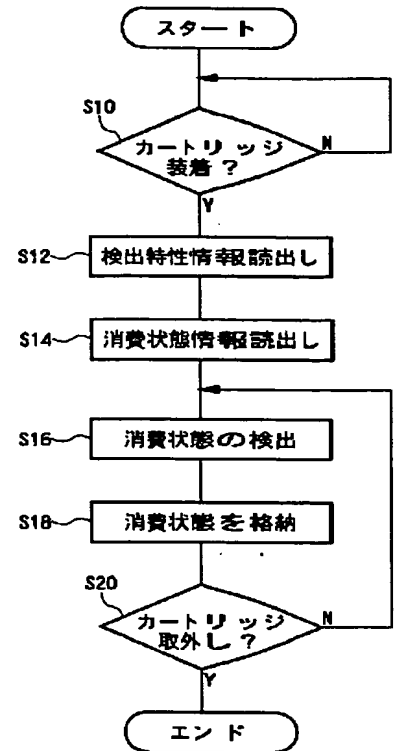 スタート
S10
カートリッジ
装着?
N
Y
S12
検出特性情報読出し
S14
消費状態情報読出し
S16
消費状態の検出
S18
消費状態を格納
S20
カートリッジ
取外し?
N
Y
エンド